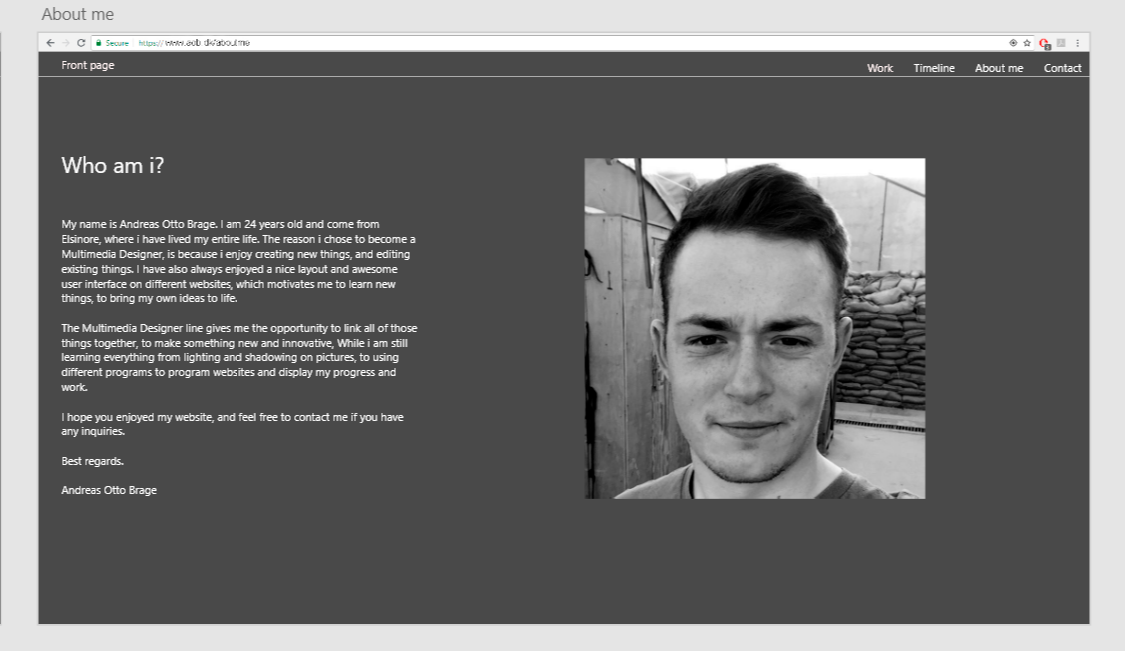 About me
Secure https://www.aob.dk/aboutme
Front page
Work Timeline About me Contact
Who am i?
My name is Andreas Otto Brage. I am 24 years old and come from
Elsinore, where i have lived my entire life. The reason i chose to become a
Multimedia Designer, is because i enjoy creating new things, and editing
existing things. I have also always enjoyed a nice layout and awesome
user interface on different websites, which motivates me to learn new
things, to bring my own ideas to life.
The Multimedia Designer line gives me the opportunity to link all of those
things together, to make something new and innovative, While i am still
learning everything from lighting and shadowing on pictures, to using
different programs to program websites and display my progress and
work.
I hope you enjoyed my website, and feel free to contact me if you have
any inquiries.
Best regards.
Andreas Otto Brage